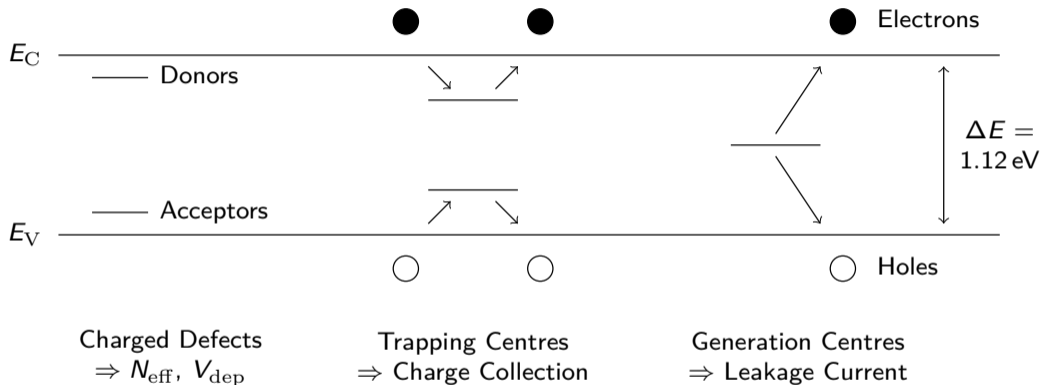 Electrons
E_C
Donors
ΔE =
1.12 eV
Acceptors
E_V
Holes
Charged Defects
⇒ N_eff, V_dep
Trapping Centres
⇒ Charge Collection
Generation Centres
⇒ Leakage Current